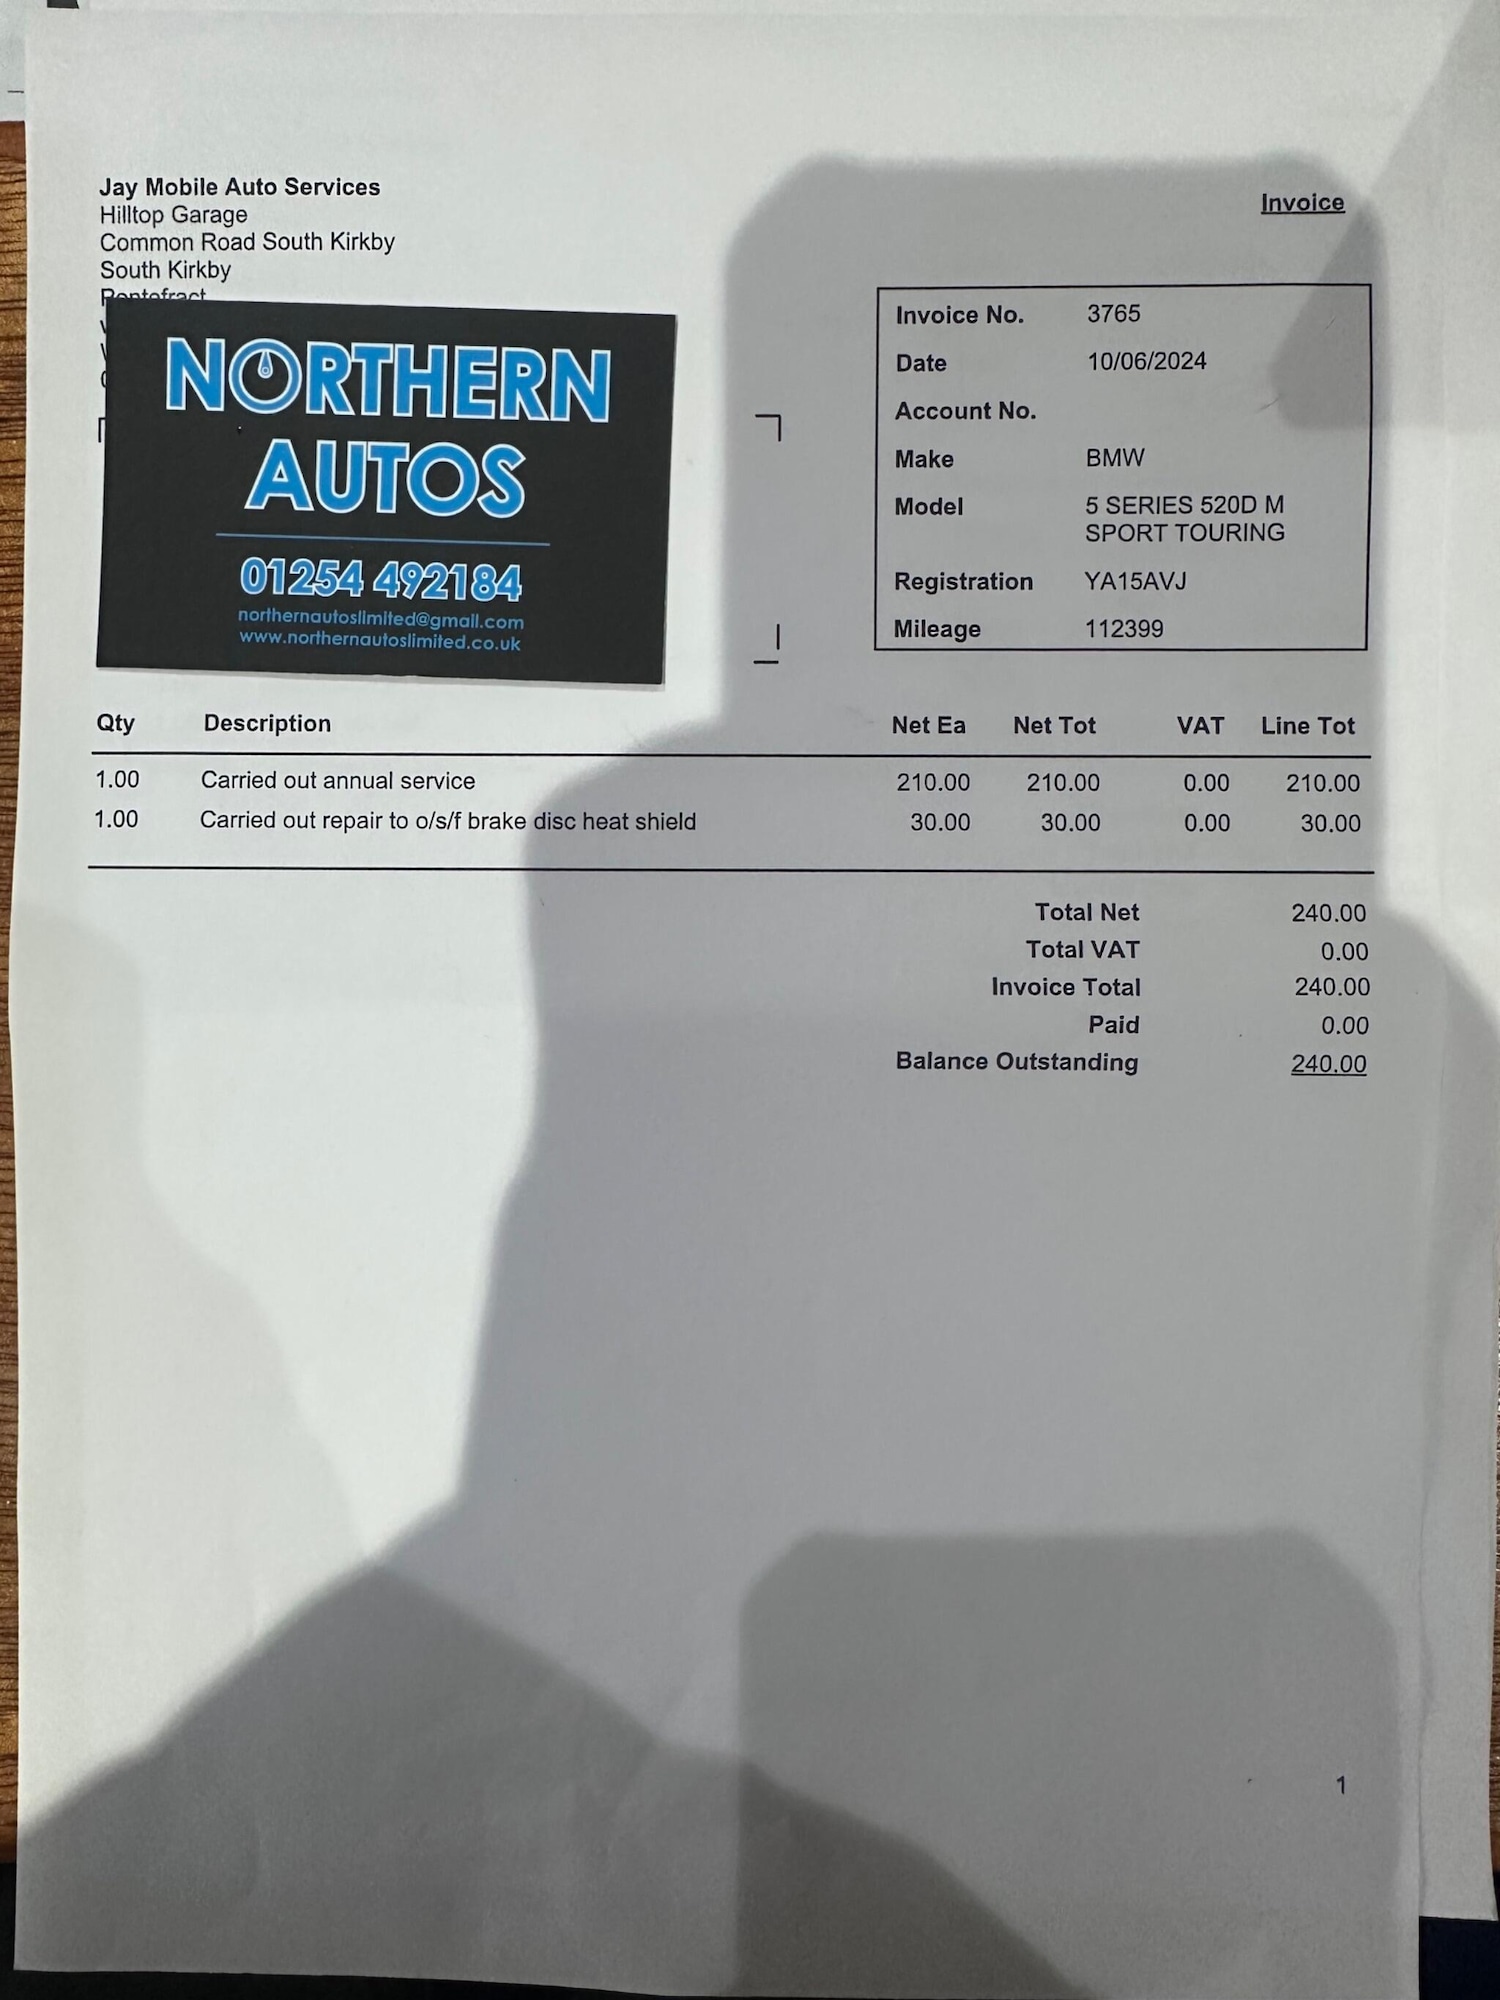 Jay Mobile Auto Services
Hilltop Garage
Common Road South Kirkby
South Kirkby
Pontefract
NORTHERN
AUTOS
01254 492184
northernautoslimited@gmail.com
www.northernautoslimited.co.uk
Invoice
Invoice No. 3765
Date 10/06/2024
Account No.
Make BMW
Model 5 SERIES 520D M
SPORT TOURING
Registration YA15AVJ
Mileage 112399
Qty Description Net Ea Net Tot VAT Line Tot
1.00 Carried out annual service 210.00 210.00 0.00 210.00
1.00 Carried out repair to o/s/f brake disc heat shield 30.00 30.00 0.00 30.00
Total Net 240.00
Total VAT 0.00
Invoice Total 240.00
Paid 0.00
Balance Outstanding 240.00
1